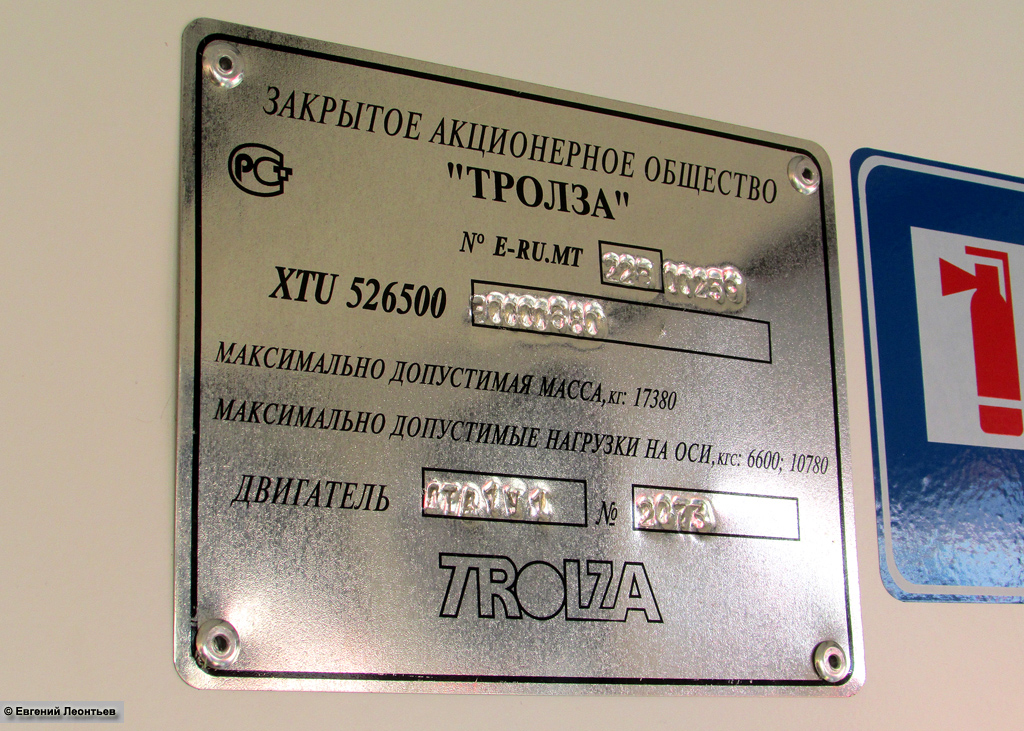 ЗАКРЫТОЕ АКЦИОНЕРНОЕ ОБЩЕСТВО
"ТРОЛЗА"
РСТ
№ E-RU.MT
XTU 526500
МАКСИМАЛЬНО ДОПУСТИМАЯ МАССА,кг: 17380
МАКСИМАЛЬНО ДОПУСТИМЫЕ НАГРУЗКИ НА ОСИ,кгс: 6600; 10780
ДВИГАТЕЛЬ №
TROLZA
© Евгений Леонтьев